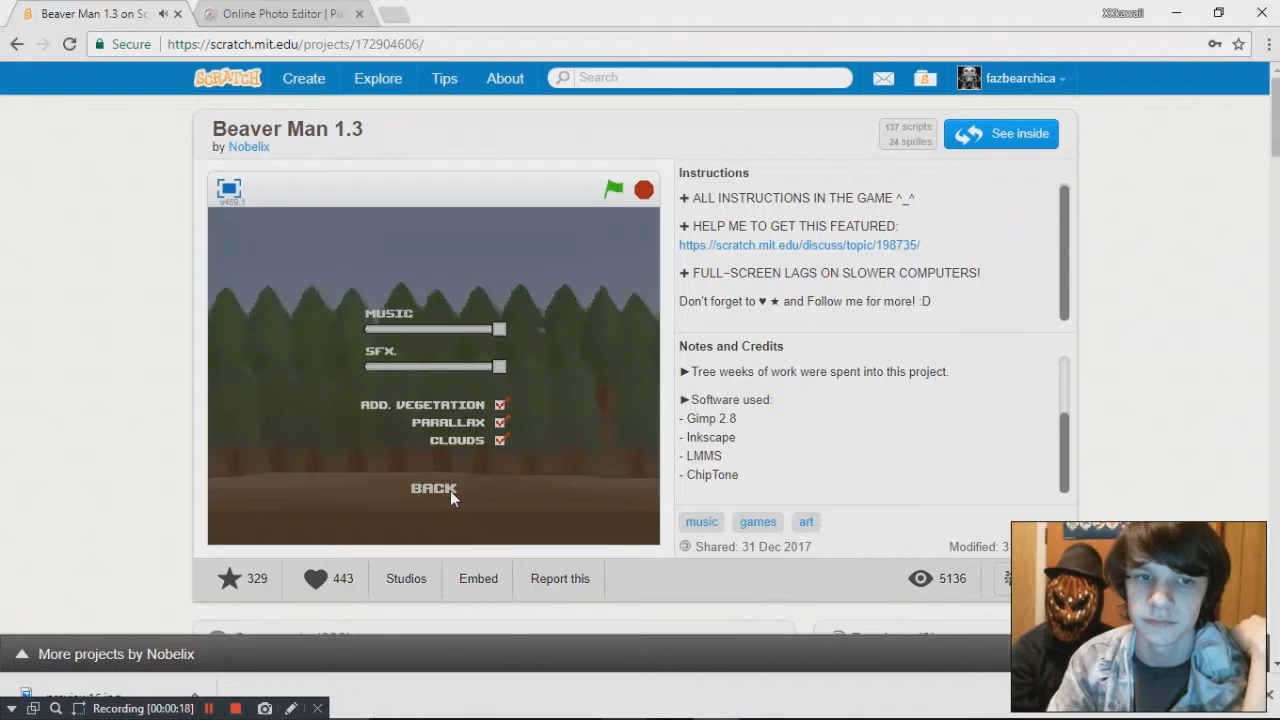 Beaver Man 1.3 on Sc
Online Photo Editor | Pix
XXkawaii
Secure
https://scratch.mit.edu/projects/172904606/
SCRATCH
Create
Explore
Tips
About
Search
fazbearchica
Beaver Man 1.3
by Nobelix
137 scripts
24 sprites
See inside
v459.1
MUSIC
SFX.
ADD. VEGETATION
PARALLAX
CLOUDS
BACK
Instructions
✚ ALL INSTRUCTIONS IN THE GAME ^_^
✚ HELP ME TO GET THIS FEATURED:
https://scratch.mit.edu/discuss/topic/198735/
✚ FULL−SCREEN LAGS ON SLOWER COMPUTERS!
Don't forget to ♥ ★ and Follow me for more! :D
Notes and Credits
►Tree weeks of work were spent into this project.
►Software used:
- Gimp 2.8
- Inkscape
- LMMS
- ChipTone
music
games
art
Shared: 31 Dec 2017
Modified: 3
329
443
Studios
Embed
Report this
5136
More projects by Nobelix
Recording [00:00:18]